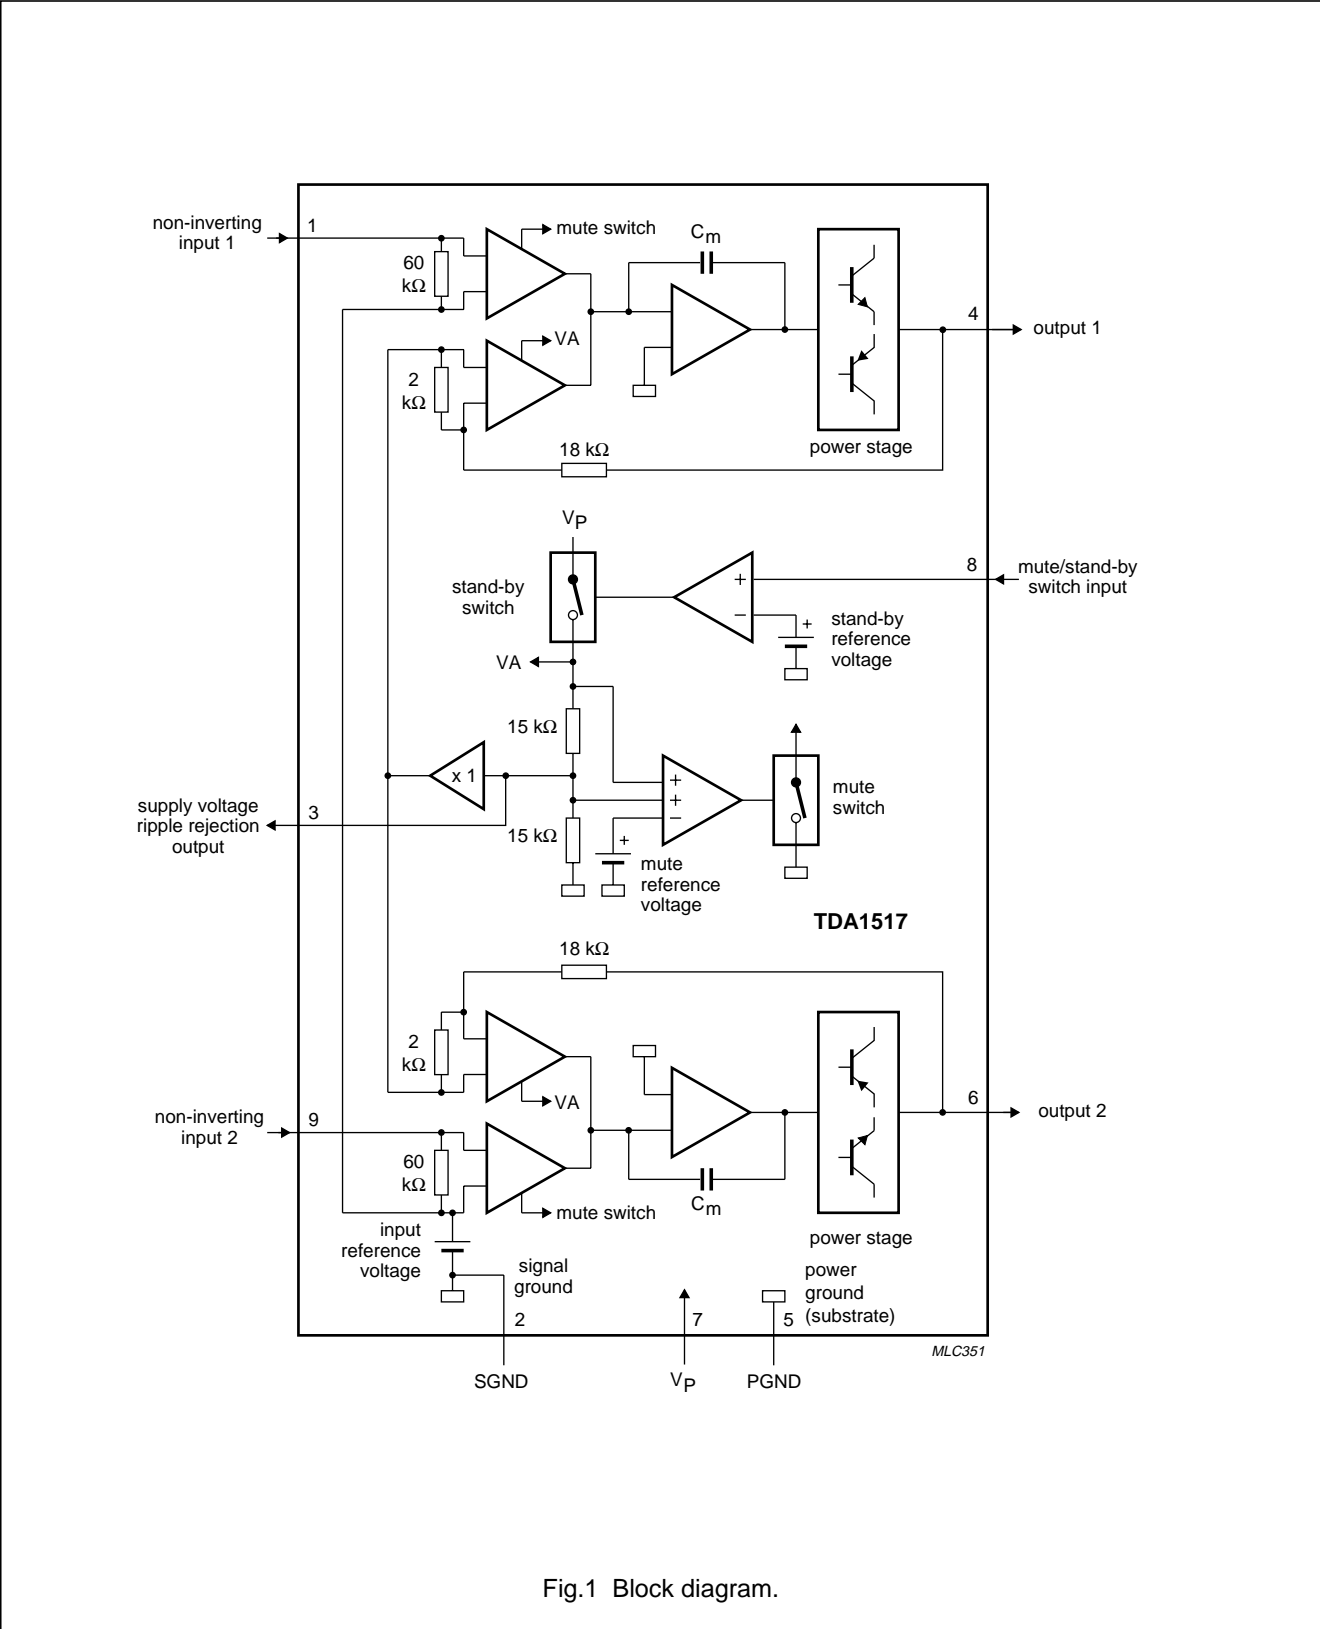 non-inverting
input 1
1
60
kΩ
mute switch
Cm
VA
2
kΩ
18 kΩ
power stage
4
output 1
VP
stand-by
switch
+
−
8
mute/stand-by
switch input
+
stand-by
reference
voltage
VA
15 kΩ
x 1
+
+
−
mute
switch
supply voltage
ripple rejection
output
3
15 kΩ
+
mute
reference
voltage
TDA1517
18 kΩ
2
kΩ
VA
non-inverting
input 2
9
60
kΩ
mute switch
Cm
power stage
6
output 2
input
reference
voltage
signal
ground
power
ground
(substrate)
2
7
5
MLC351
SGND
VP
PGND
Fig.1 Block diagram.